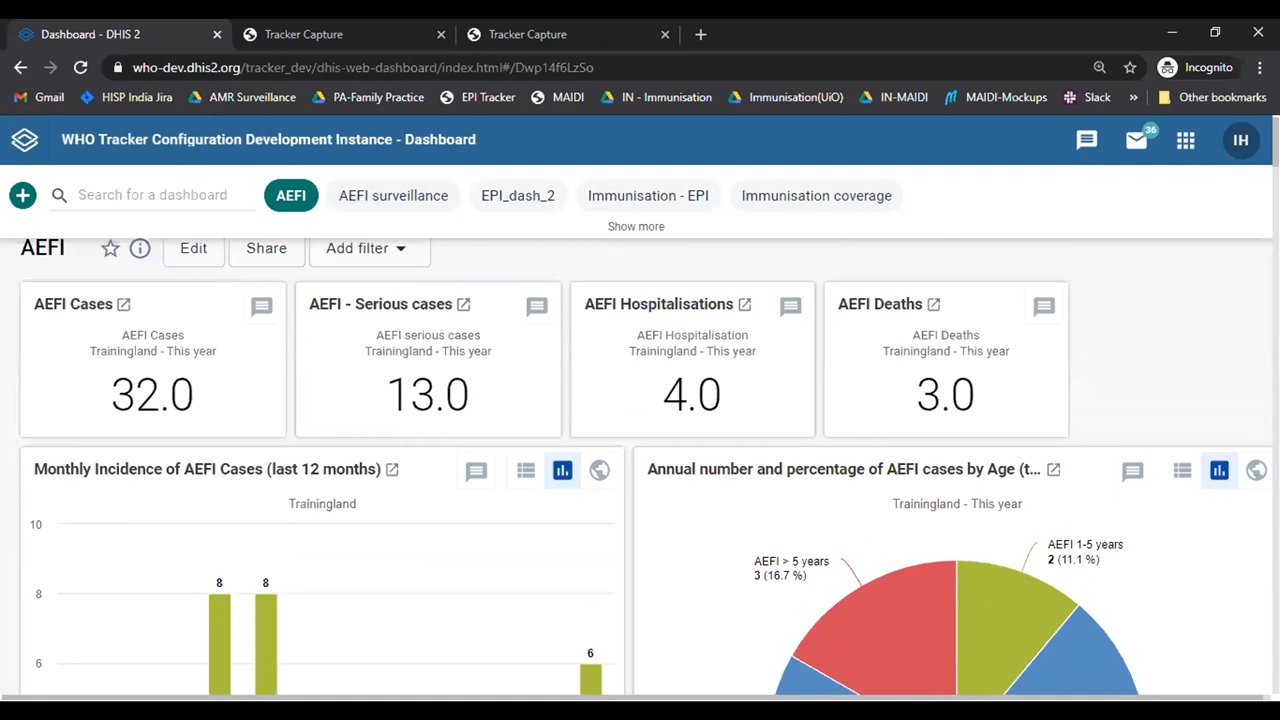 Dashboard - DHIS 2
Tracker Capture
Tracker Capture
who-dev.dhis2.org/tracker_dev/dhis-web-dashboard/index.html#/Dwp14f6LzSo
Incognito
Gmail
HISP India Jira
AMR Surveillance
PA-Family Practice
EPI Tracker
MAIDI
IN - Immunisation
Immunisation(UiO)
IN-MAIDI
MAIDI-Mockups
Slack
»
Other bookmarks
WHO Tracker Configuration Development Instance - Dashboard
36
IH
Search for a dashboard
AEFI
AEFI surveillance
EPI_dash_2
Immunisation - EPI
Immunisation coverage
Show more
AEFI
Edit
Share
Add filter
AEFI Cases
AEFI Cases
Trainingland - This year
32.0
AEFI - Serious cases
AEFI serious cases
Trainingland - This year
13.0
AEFI Hospitalisations
AEFI Hospitalisation
Trainingland - This year
4.0
AEFI Deaths
AEFI Deaths
Trainingland - This year
3.0
Monthly Incidence of AEFI Cases (last 12 months)
Trainingland
10
8
6
8
8
6
Annual number and percentage of AEFI cases by Age (t...
Trainingland - This year
AEFI > 5 years
3 (16.7 %)
AEFI 1-5 years
2 (11.1 %)